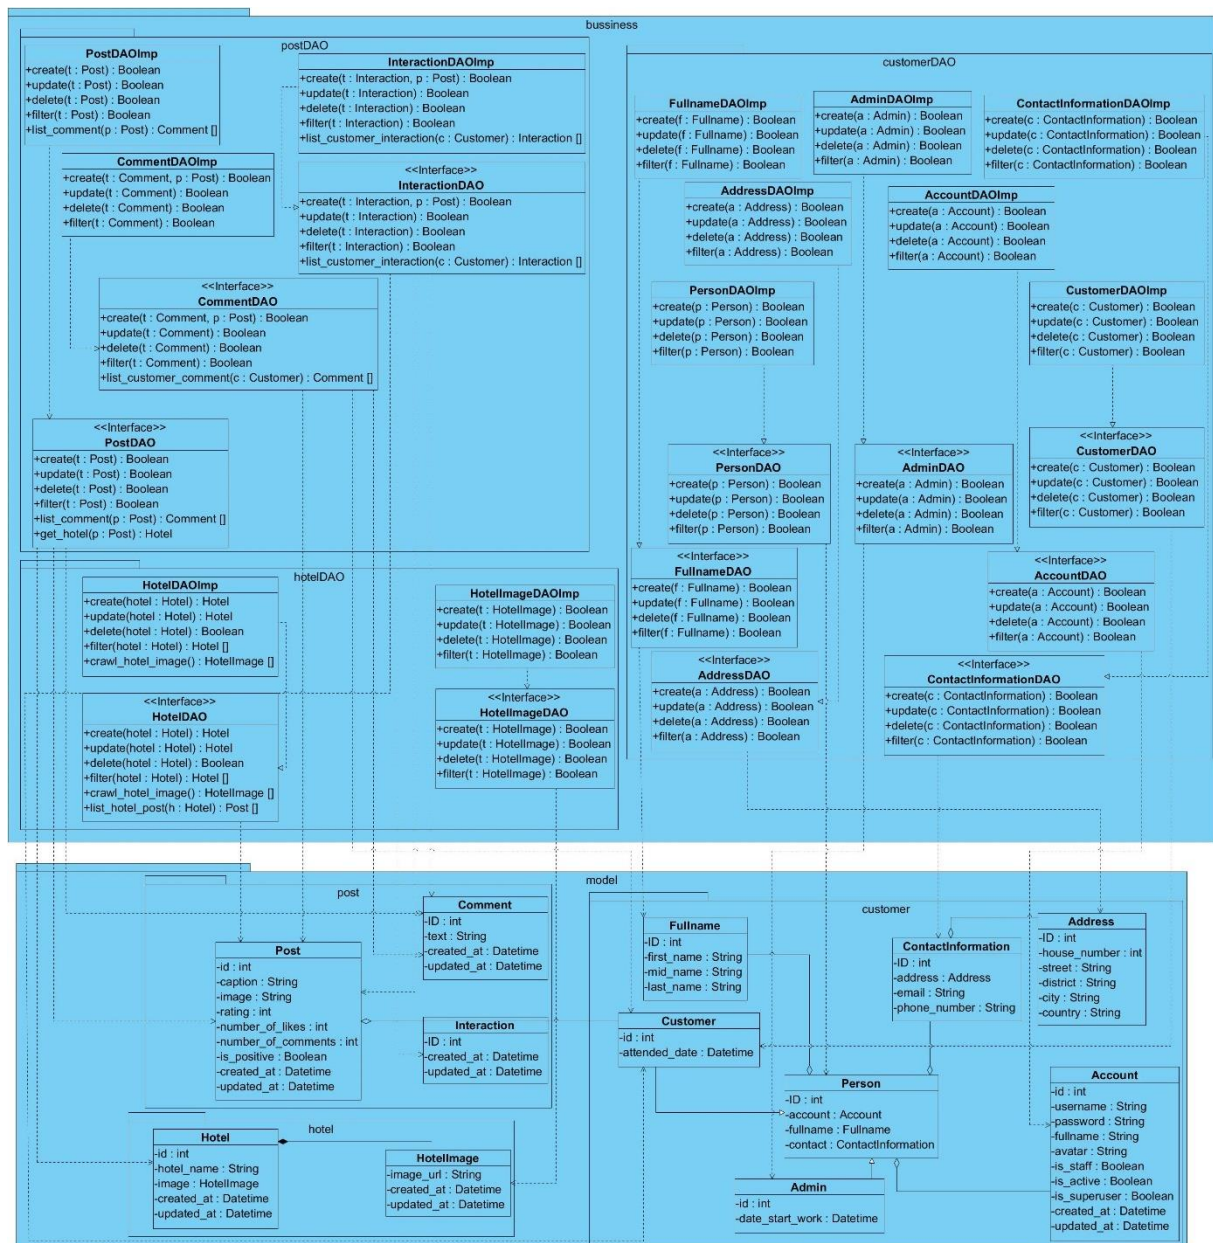 bussiness
postDAO
PostDAOImp
+create(t : Post) : Boolean
+update(t : Post) : Boolean
+delete(t : Post) : Boolean
+filter(t : Post) : Boolean
+list_comment(p : Post) : Comment []
InteractionDAOImp
+create(t : Interaction, p : Post) : Boolean
+update(t : Interaction) : Boolean
+delete(t : Interaction) : Boolean
+filter(t : Interaction) : Boolean
+list_customer_interaction(c : Customer) : Interaction []
CommentDAOImp
+create(t : Comment, p : Post) : Boolean
+update(t : Comment) : Boolean
+delete(t : Comment) : Boolean
+filter(t : Comment) : Boolean
<<Interface>>
InteractionDAO
+create(t : Interaction, p : Post) : Boolean
+update(t : Interaction) : Boolean
+delete(t : Interaction) : Boolean
+filter(t : Interaction) : Boolean
+list_customer_interaction(c : Customer) : Interaction []
<<Interface>>
CommentDAO
+create(t : Comment, p : Post) : Boolean
+update(t : Comment) : Boolean
+delete(t : Comment) : Boolean
+filter(t : Comment) : Boolean
+list_customer_comment(c : Customer) : Comment []
<<Interface>>
PostDAO
+create(t : Post) : Boolean
+update(t : Post) : Boolean
+delete(t : Post) : Boolean
+filter(t : Post) : Boolean
+list_comment(p : Post) : Comment []
+get_hotel(p : Post) : Hotel
customerDAO
FullnameDAOImp
+create(f : Fullname) : Boolean
+update(f : Fullname) : Boolean
+delete(f : Fullname) : Boolean
+filter(f : Fullname) : Boolean
AdminDAOImp
+create(a : Admin) : Boolean
+update(a : Admin) : Boolean
+delete(a : Admin) : Boolean
+filter(a : Admin) : Boolean
ContactInformationDAOImp
+create(c : ContactInformation) : Boolean
+update(c : ContactInformation) : Boolean
+delete(c : ContactInformation) : Boolean
+filter(c : ContactInformation) : Boolean
AddressDAOImp
+create(a : Address) : Boolean
+update(a : Address) : Boolean
+delete(a : Address) : Boolean
+filter(a : Address) : Boolean
AccountDAOImp
+create(a : Account) : Boolean
+update(a : Account) : Boolean
+delete(a : Account) : Boolean
+filter(a : Account) : Boolean
PersonDAOImp
+create(p : Person) : Boolean
+update(p : Person) : Boolean
+delete(p : Person) : Boolean
+filter(p : Person) : Boolean
CustomerDAOImp
+create(c : Customer) : Boolean
+update(c : Customer) : Boolean
+delete(c : Customer) : Boolean
+filter(c : Customer) : Boolean
<<Interface>>
PersonDAO
+create(p : Person) : Boolean
+update(p : Person) : Boolean
+delete(p : Person) : Boolean
+filter(p : Person) : Boolean
<<Interface>>
AdminDAO
+create(a : Admin) : Boolean
+update(a : Admin) : Boolean
+delete(a : Admin) : Boolean
+filter(a : Admin) : Boolean
<<Interface>>
CustomerDAO
+create(c : Customer) : Boolean
+update(c : Customer) : Boolean
+delete(c : Customer) : Boolean
+filter(c : Customer) : Boolean
<<Interface>>
FullnameDAO
+create(f : Fullname) : Boolean
+update(f : Fullname) : Boolean
+delete(f : Fullname) : Boolean
+filter(f : Fullname) : Boolean
<<Interface>>
AccountDAO
+create(a : Account) : Boolean
+update(a : Account) : Boolean
+delete(a : Account) : Boolean
+filter(a : Account) : Boolean
<<Interface>>
AddressDAO
+create(a : Address) : Boolean
+update(a : Address) : Boolean
+delete(a : Address) : Boolean
+filter(a : Address) : Boolean
<<Interface>>
ContactInformationDAO
+create(c : ContactInformation) : Boolean
+update(c : ContactInformation) : Boolean
+delete(c : ContactInformation) : Boolean
+filter(c : ContactInformation) : Boolean
hotelDAO
HotelDAOImp
+create(hotel : Hotel) : Hotel
+update(hotel : Hotel) : Hotel
+delete(hotel : Hotel) : Boolean
+filter(hotel : Hotel) : Hotel []
+crawl_hotel_image() : HotelImage []
HotelImageDAOImp
+create(t : HotelImage) : Boolean
+update(t : HotelImage) : Boolean
+delete(t : HotelImage) : Boolean
+filter(t : HotelImage) : Boolean
<<Interface>>
HotelDAO
+create(hotel : Hotel) : Hotel
+update(hotel : Hotel) : Hotel
+delete(hotel : Hotel) : Boolean
+filter(hotel : Hotel) : Hotel []
+crawl_hotel_image() : HotelImage []
+list_hotel_post(h : Hotel) : Post []
<<Interface>>
HotelImageDAO
+create(t : HotelImage) : Boolean
+update(t : HotelImage) : Boolean
+delete(t : HotelImage) : Boolean
+filter(t : HotelImage) : Boolean
model
post
Comment
-ID : int
-text : String
-created_at : Datetime
-updated_at : Datetime
Post
-id : int
-caption : String
-image : String
-rating : int
-number_of_likes : int
-number_of_comments : int
-is_positive : Boolean
-created_at : Datetime
-updated_at : Datetime
Interaction
-ID : int
-created_at : Datetime
-updated_at : Datetime
hotel
Hotel
-id : int
-hotel_name : String
-image : HotelImage
-created_at : Datetime
-updated_at : Datetime
HotelImage
-image_url : String
-created_at : Datetime
-updated_at : Datetime
customer
Fullname
-ID : int
-first_name : String
-mid_name : String
-last_name : String
ContactInformation
-ID : int
-address : Address
-email : String
-phone_number : String
Address
-ID : int
-house_number : int
-street : String
-district : String
-city : String
-country : String
Customer
-id : int
-attended_date : Datetime
Person
-ID : int
-account : Account
-fullname : Fullname
-contact : ContactInformation
Account
-id : int
-username : String
-password : String
-fullname : String
-avatar : String
-is_staff : Boolean
-is_active : Boolean
-is_superuser : Boolean
-created_at : Datetime
-updated_at : Datetime
Admin
-id : int
-date_start_work : Datetime